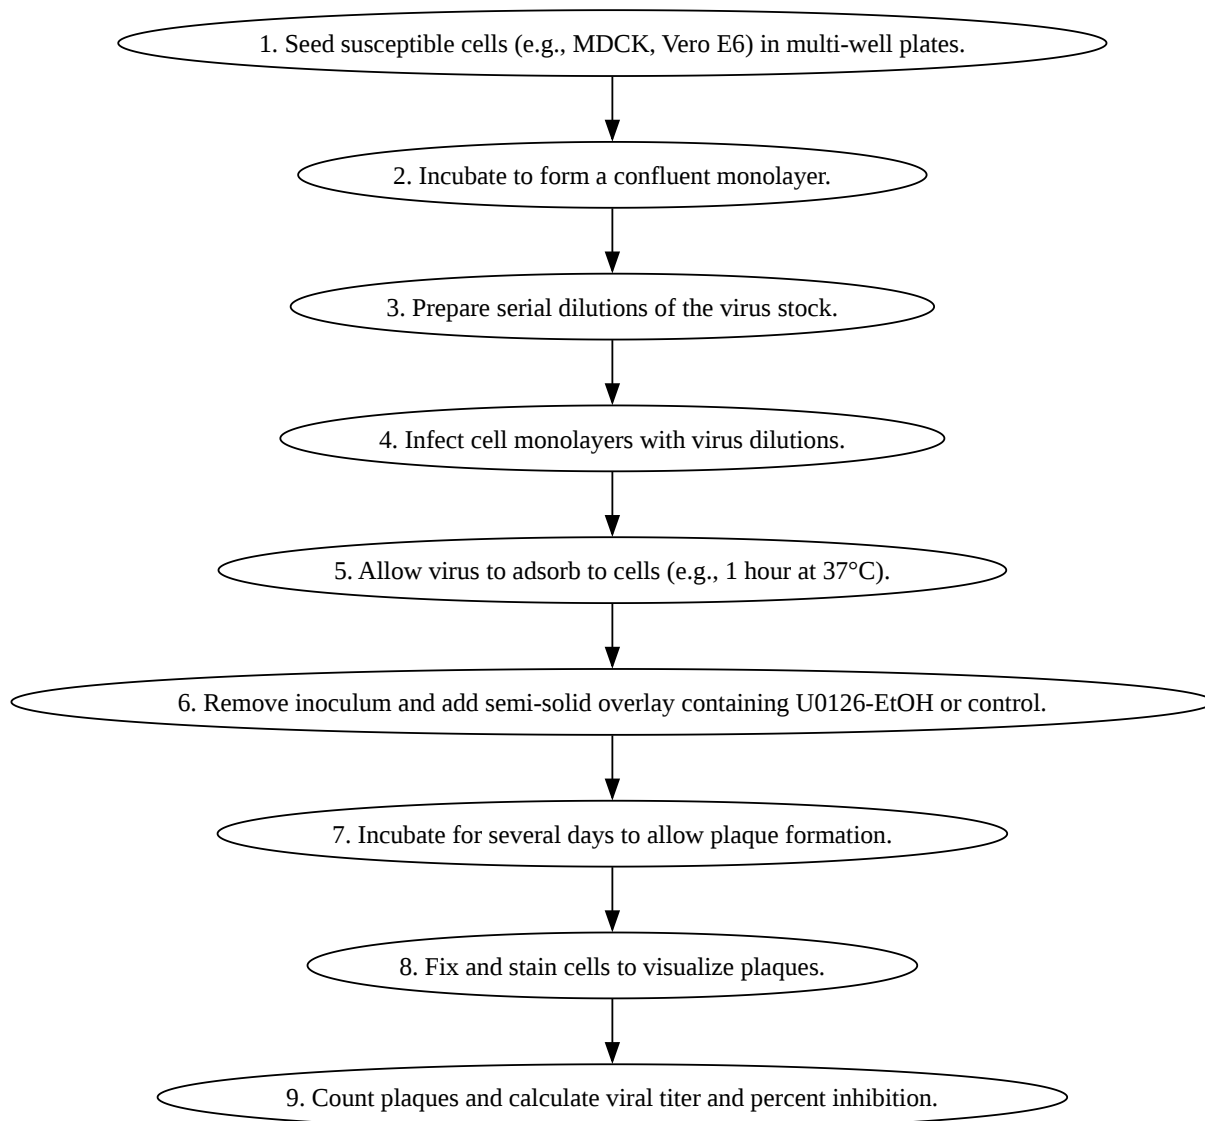 1. Seed susceptible cells (e.g., MDCK, Vero E6) in multi-well plates.
2. Incubate to form a confluent monolayer.
3. Prepare serial dilutions of the virus stock.
4. Infect cell monolayers with virus dilutions.
5. Allow virus to adsorb to cells (e.g., 1 hour at 37°C).
6. Remove inoculum and add semi-solid overlay containing U0126-EtOH or control.
7. Incubate for several days to allow plaque formation.
8. Fix and stain cells to visualize plaques.
9. Count plaques and calculate viral titer and percent inhibition.